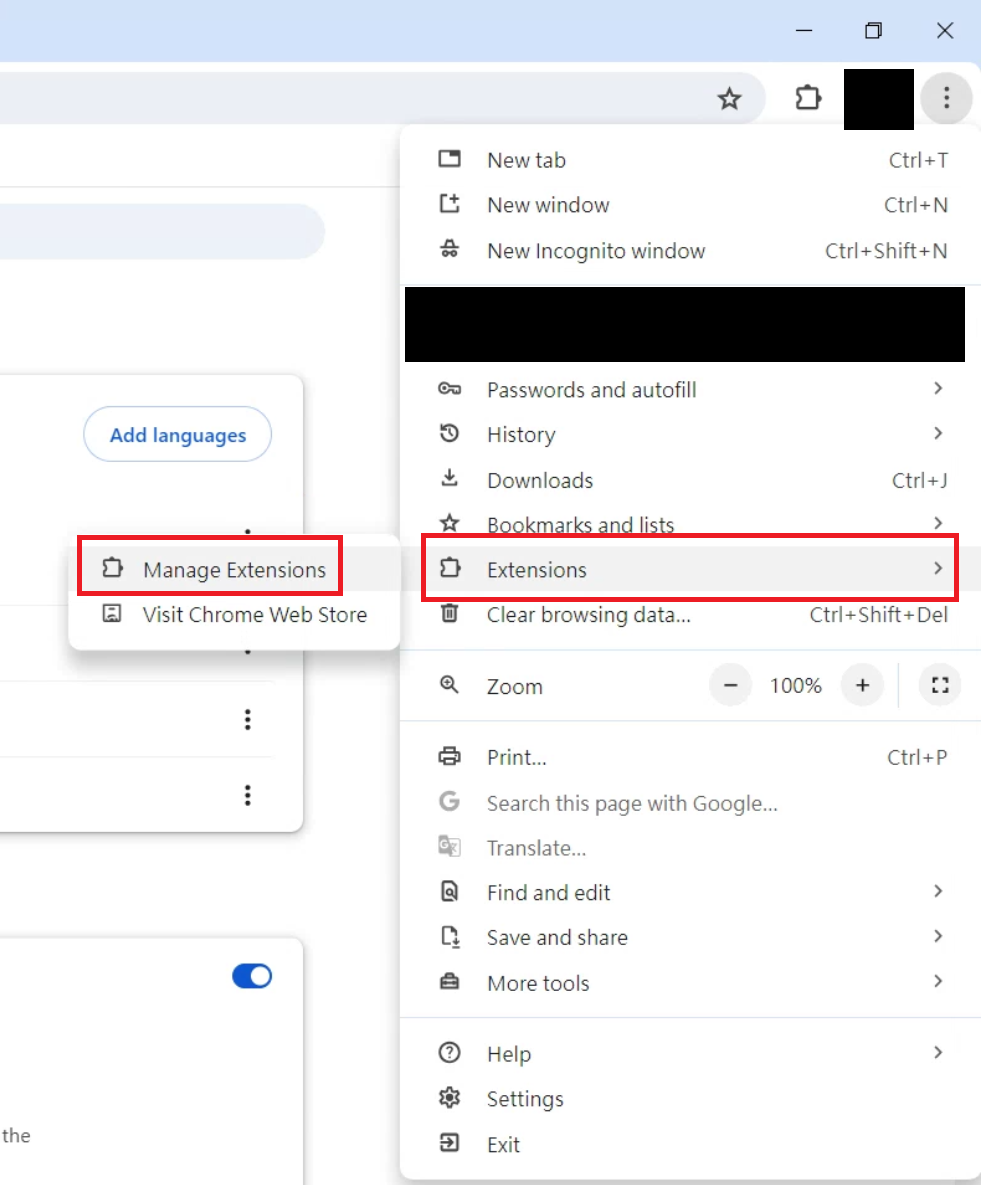 New tab Ctrl+T
New window Ctrl+N
New Incognito window Ctrl+Shift+N
Passwords and autofill
Add languages
History
Downloads Ctrl+J
Bookmarks and lists
Manage Extensions
Extensions
Visit Chrome Web Store
Clear browsing data... Ctrl+Shift+Del
Zoom 100%
Print... Ctrl+P
Search this page with Google...
Translate...
Find and edit
Save and share
More tools
Help
Settings
the
Exit